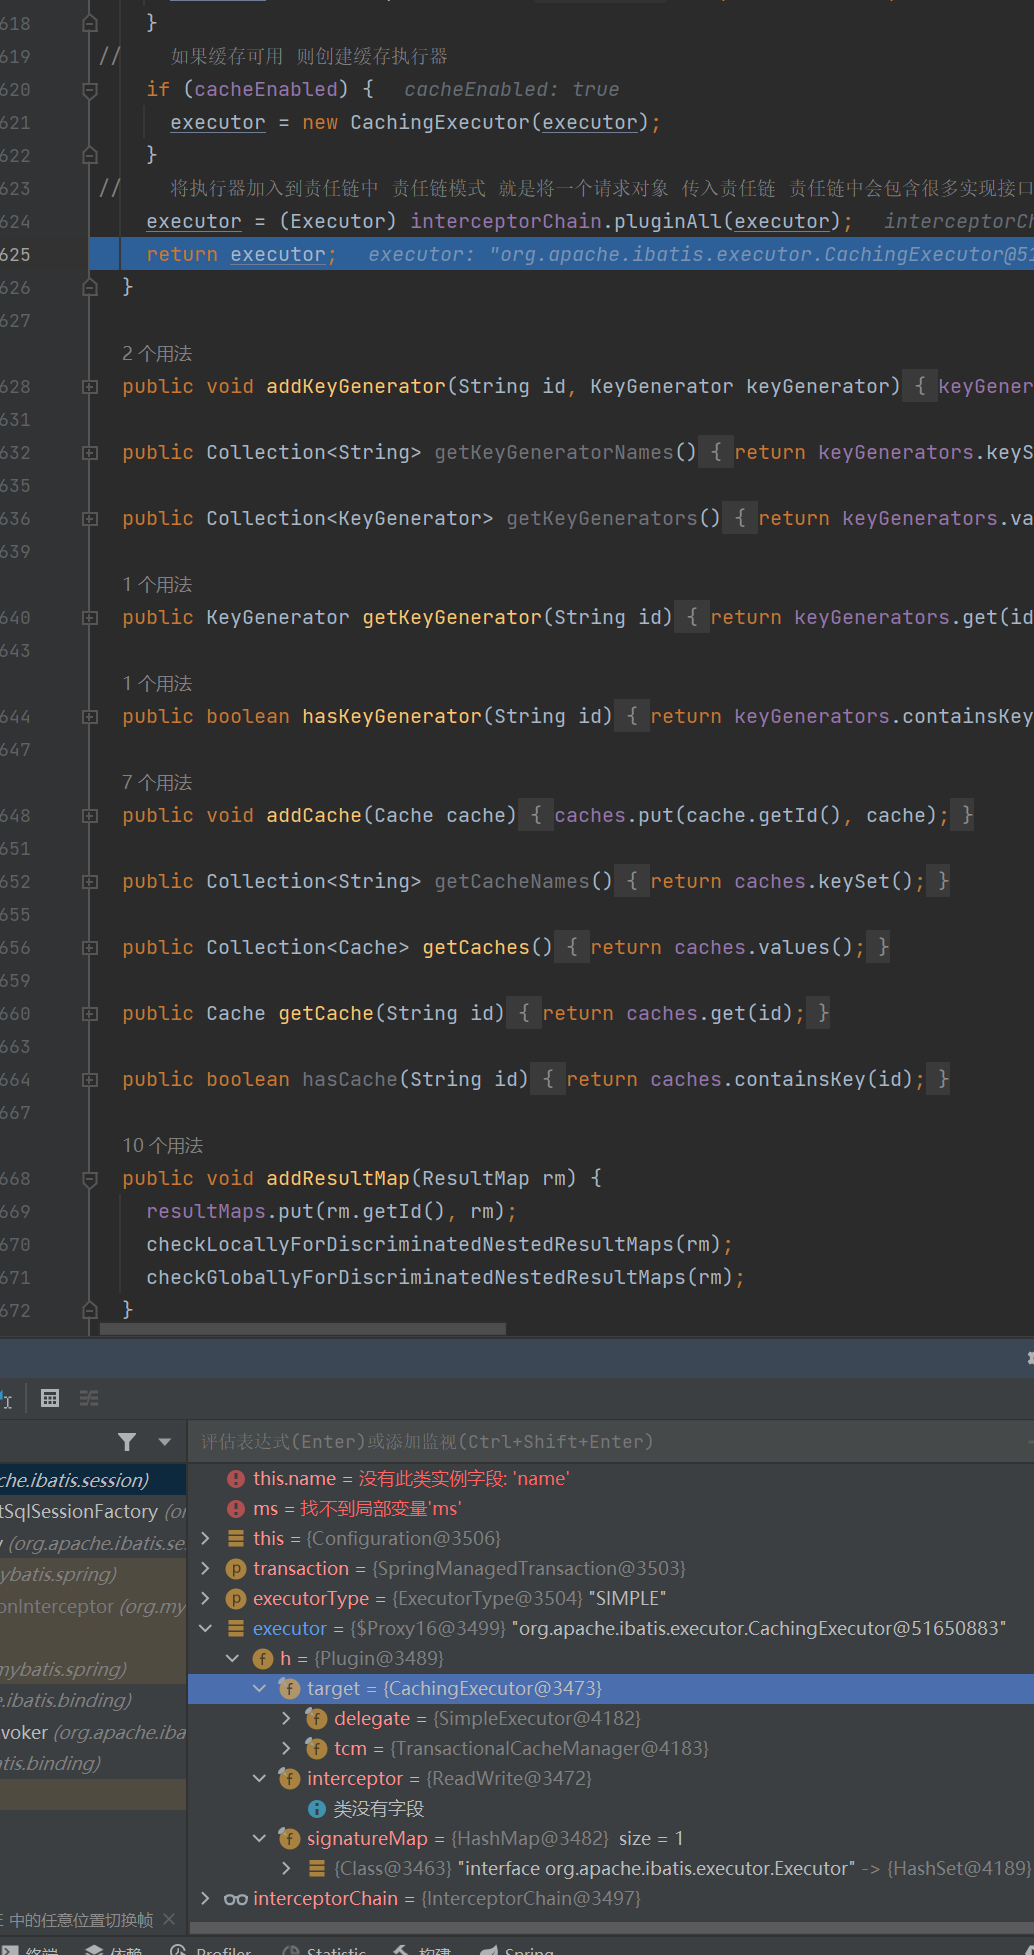 618 }
619 // 如果缓存可用 则创建缓存执行器
620 if (cacheEnabled) { cacheEnabled: true
621 executor = new CachingExecutor(executor);
622 }
623 // 将执行器加入到责任链中 责任链模式 就是将一个请求对象 传入责任链 责任链中会包含很多实现接口
624 executor = (Executor) interceptorChain.pluginAll(executor); interceptorCh
625 return executor; executor: "org.apache.ibatis.executor.CachingExecutor@51
626 }
627
2 个用法
628 public void addKeyGenerator(String id, KeyGenerator keyGenerator) { keyGener
631
632 public Collection<String> getKeyGeneratorNames() { return keyGenerators.keyS
635
636 public Collection<KeyGenerator> getKeyGenerators() { return keyGenerators.va
639
1 个用法
640 public KeyGenerator getKeyGenerator(String id) { return keyGenerators.get(id
643
1 个用法
644 public boolean hasKeyGenerator(String id) { return keyGenerators.containsKey
647
7 个用法
648 public void addCache(Cache cache) { caches.put(cache.getId(), cache); }
651
652 public Collection<String> getCacheNames() { return caches.keySet(); }
655
656 public Collection<Cache> getCaches() { return caches.values(); }
659
660 public Cache getCache(String id) { return caches.get(id); }
663
664 public boolean hasCache(String id) { return caches.containsKey(id); }
667
10 个用法
668 public void addResultMap(ResultMap rm) {
669 resultMaps.put(rm.getId(), rm);
670 checkLocallyForDiscriminatedNestedResultMaps(rm);
671 checkGloballyForDiscriminatedNestedResultMaps(rm);
672 }
评估表达式(Enter)或添加监视(Ctrl+Shift+Enter)
che.ibatis.session)
tSqlSessionFactory (or
(org.apache.ibatis.se
ybatis.spring)
onInterceptor (org.my
mybatis.spring)
e.ibatis.binding)
voker (org.apache.iba
atis.binding)
中的任意位置切换帧
this.name = 没有此类实例字段: 'name'
ms = 找不到局部变量'ms'
this = {Configuration@3506}
transaction = {SpringManagedTransaction@3503}
executorType = {ExecutorType@3504} "SIMPLE"
executor = {$Proxy16@3499} "org.apache.ibatis.executor.CachingExecutor@51650883"
h = {Plugin@3489}
target = {CachingExecutor@3473}
delegate = {SimpleExecutor@4182}
tcm = {TransactionalCacheManager@4183}
interceptor = {ReadWrite@3472}
类没有字段
signatureMap = {HashMap@3482} size = 1
{Class@3463} "interface org.apache.ibatis.executor.Executor" -> {HashSet@4189}
interceptorChain = {InterceptorChain@3497}
终端 依赖 Profiler Statistic 构建 Spring